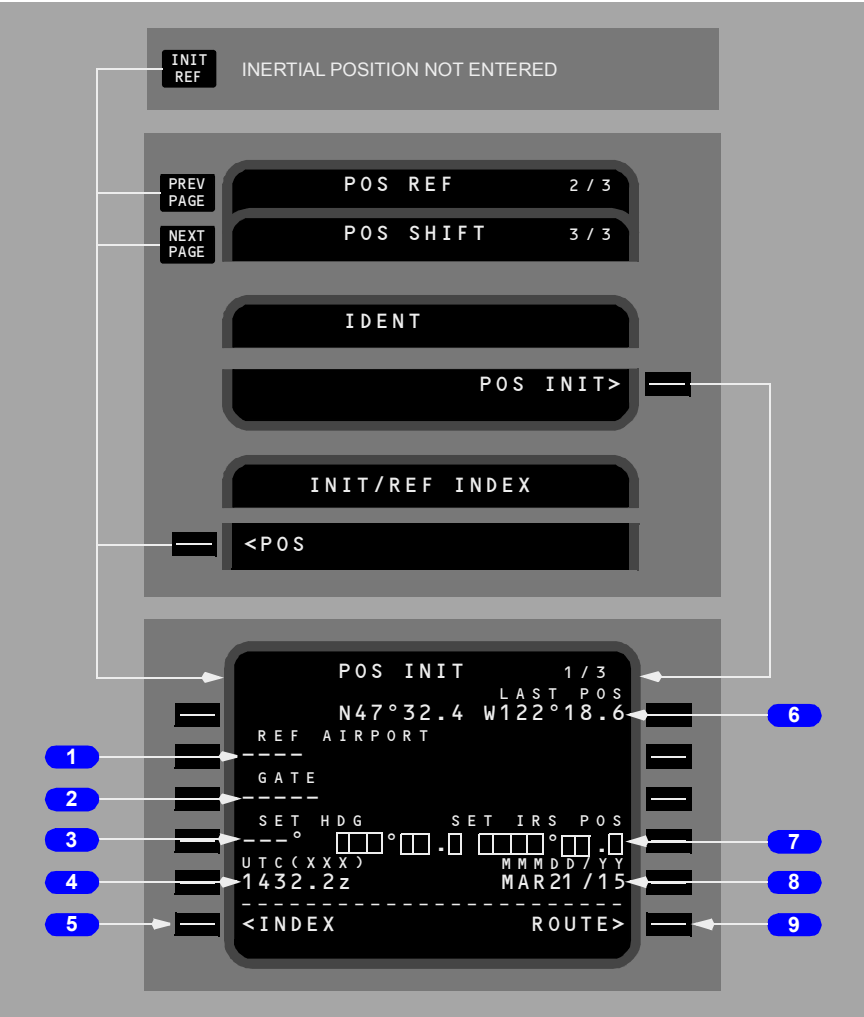 INIT
REF
INERTIAL POSITION NOT ENTERED
PREV
PAGE
POS REF 2/3
NEXT
PAGE
POS SHIFT 3/3
IDENT
POS INIT>
INIT/REF INDEX
<POS
POS INIT 1/3
LAST POS
N47°32.4 W122°18.6
6
REF AIRPORT
1
----
GATE
2
-----
SET HDG SET IRS POS
3
---° □□□°□□.□ □□□□°□□.□
7
UTC(XXX) MMMDD/YY
4
1432.2z MAR21/15
8
--------------------------
5
<INDEX ROUTE>
9